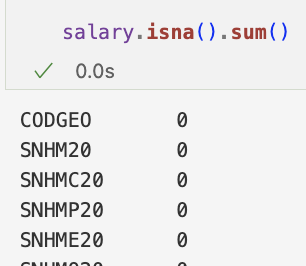 salary.isna().sum()
0.0s
CODGEO 0
SNHM20 0
SNHMC20 0
SNHMP20 0
SNHME20 0